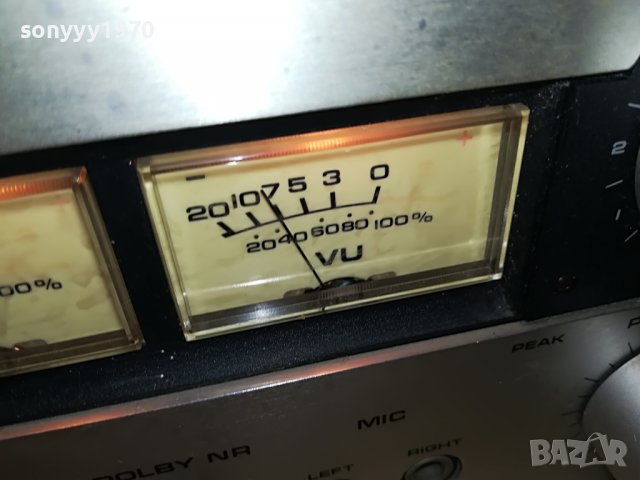 sonyyy1970
- +
20 10 7 5 3 0
20 40 60 80 100%
VU
00%
2
PEAK
MIC
DOLBY NR
LEFT
RIGHT
bazar